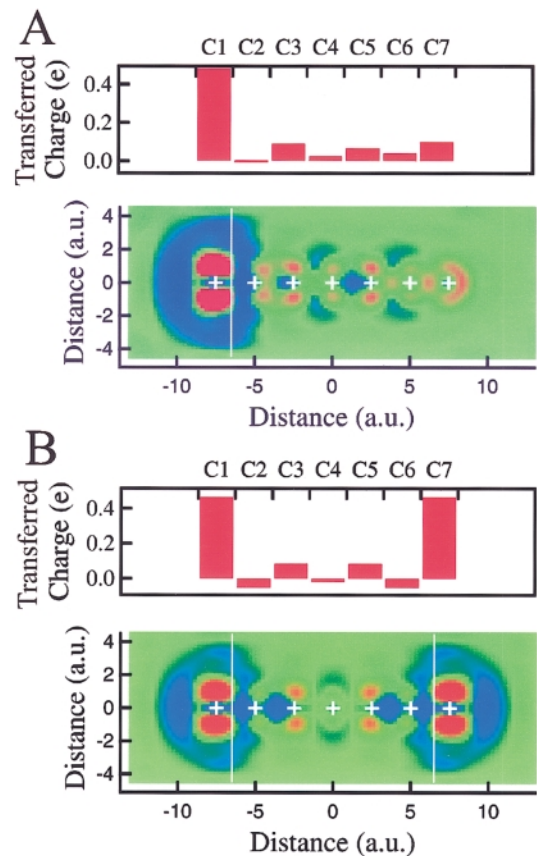 A
C1 C2 C3 C4 C5 C6 C7
Transferred
Charge (e)
0.4
0.2
0.0
Distance (a.u.)
4
2
0
-2
-4
-10 -5 0 5 10
Distance (a.u.)
B
C1 C2 C3 C4 C5 C6 C7
Transferred
Charge (e)
0.4
0.2
0.0
Distance (a.u.)
4
2
0
-2
-4
-10 -5 0 5 10
Distance (a.u.)